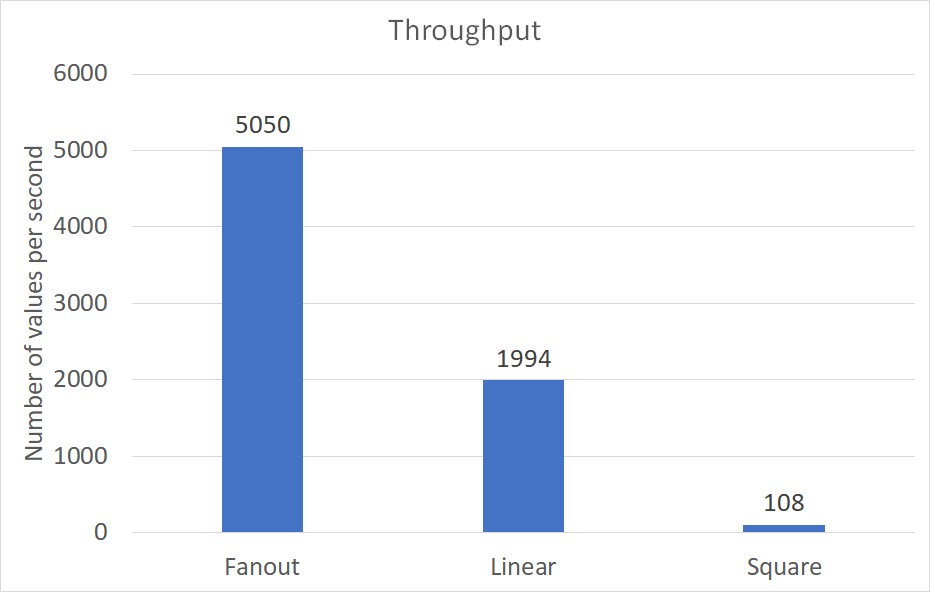 Throughput
Number of values per second
6000
5000
4000
3000
2000
1000
0
5050
1994
108
Fanout
Linear
Square